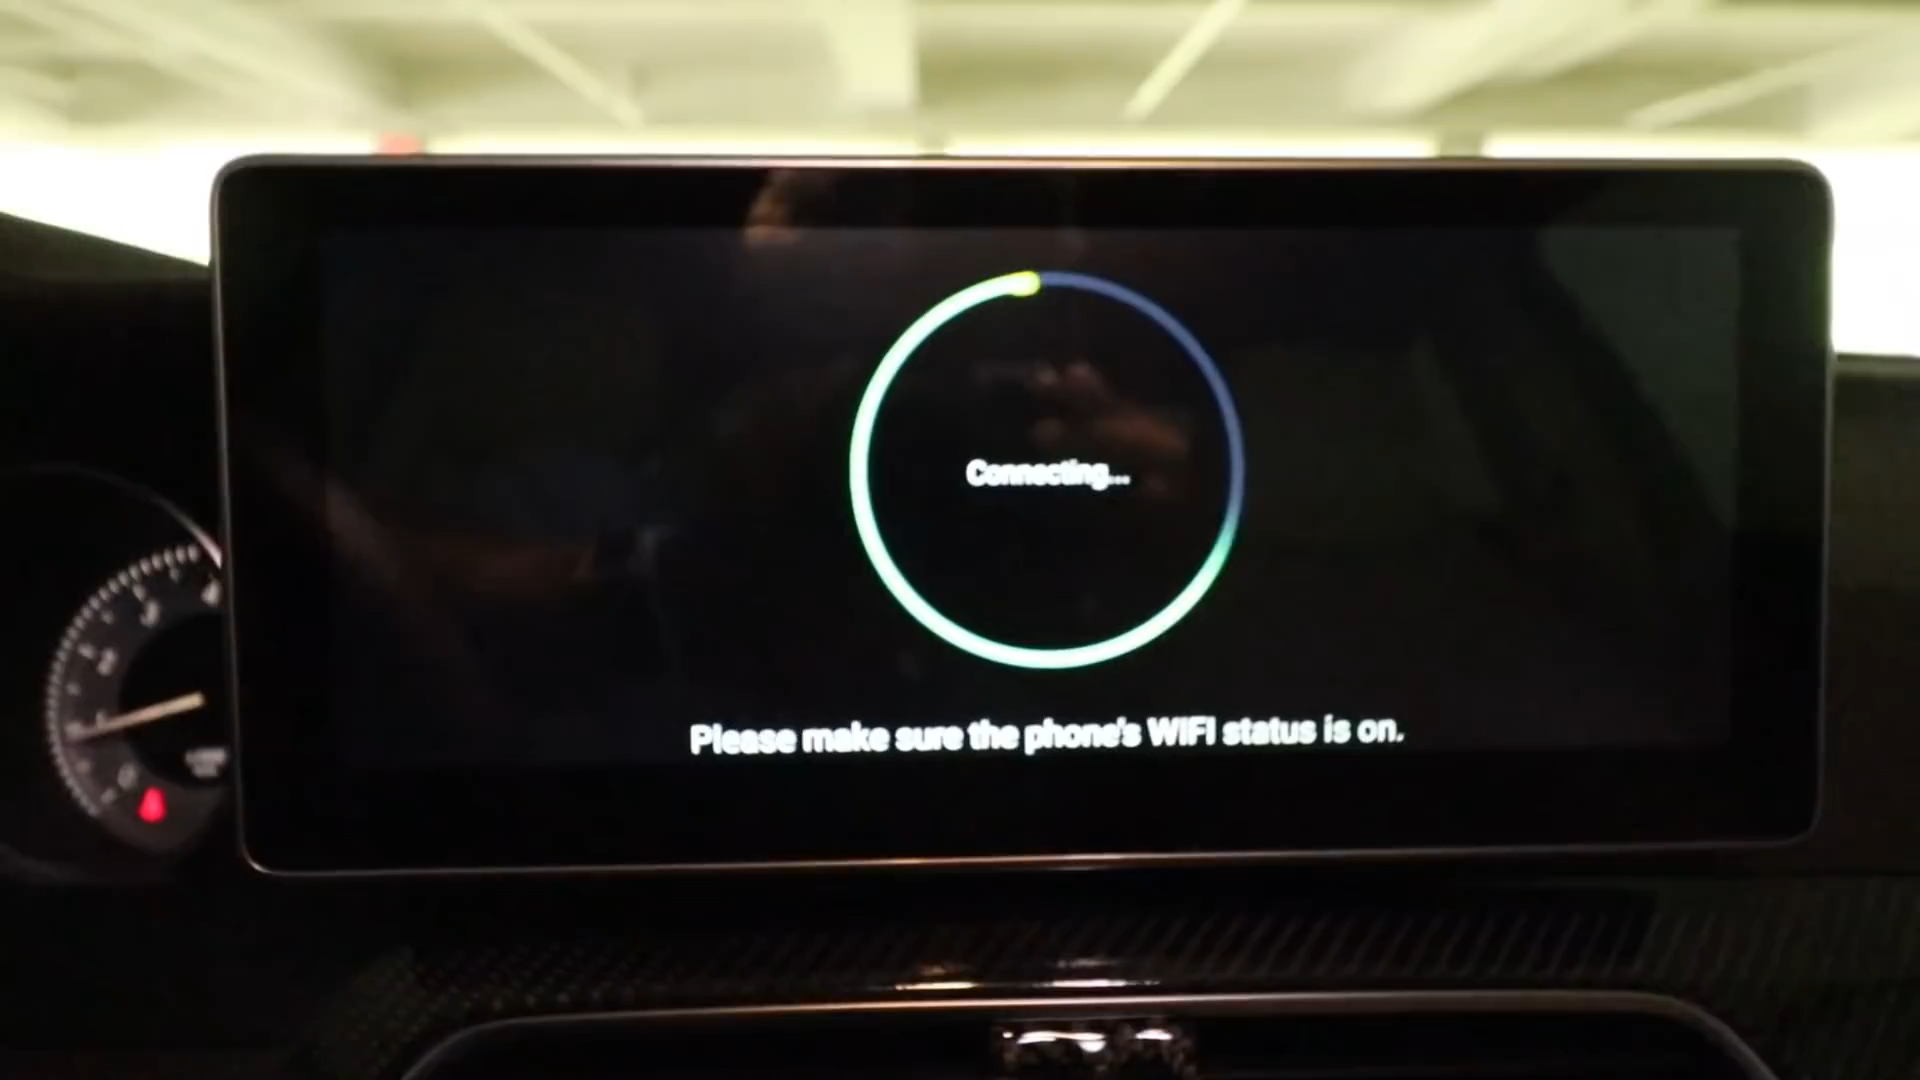 Connecting...
Please make sure the phone's WIFI status is on.